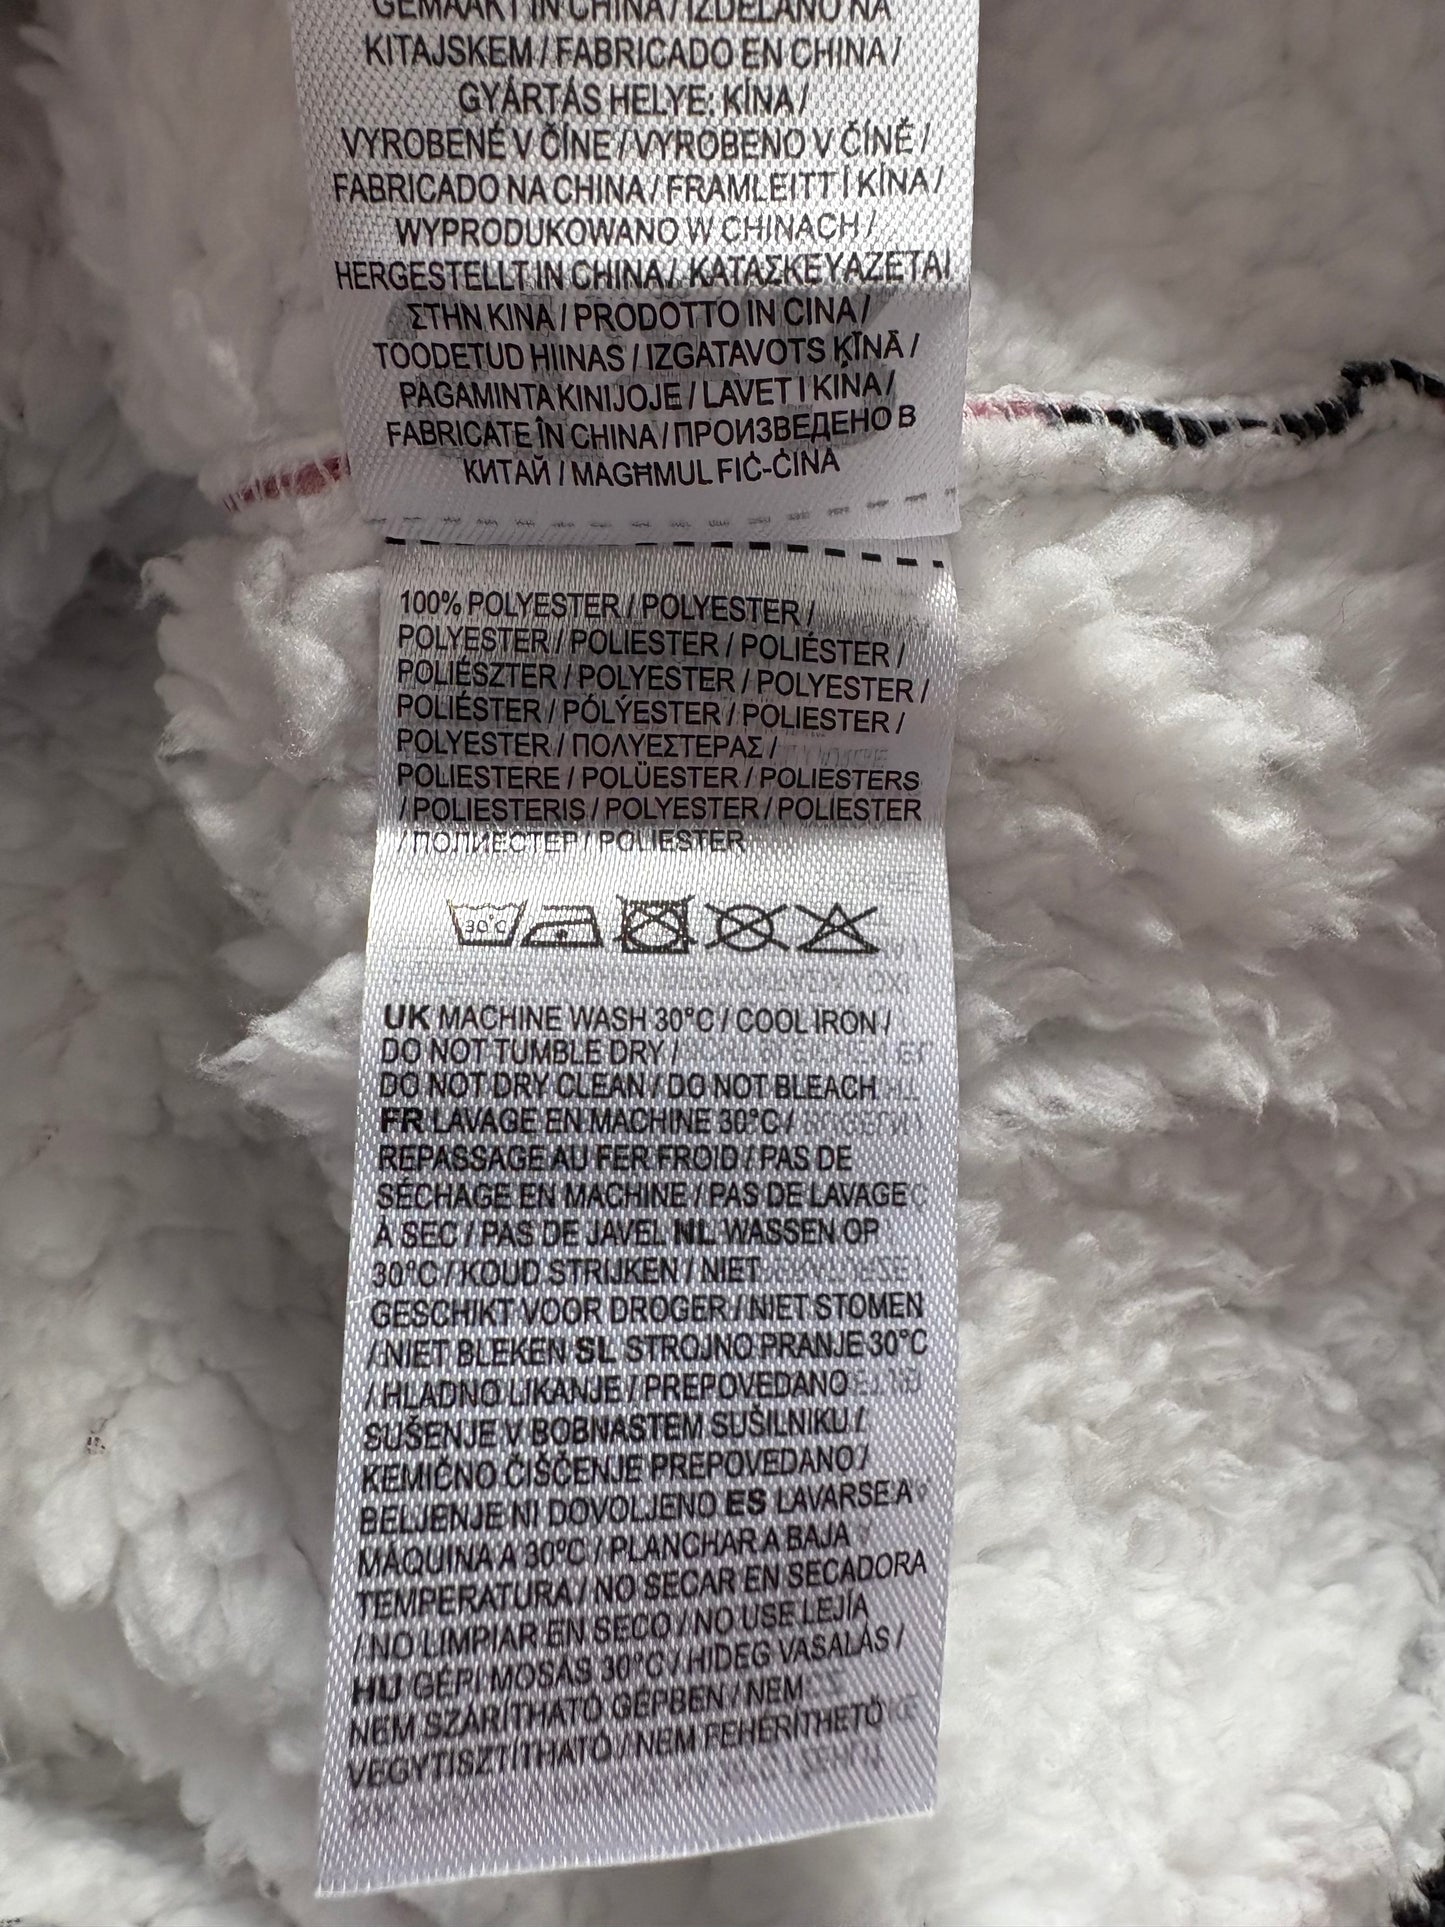 GEMAAKT IN CHINA / IZDELANO NA
KITAJSKEM / FABRICADO EN CHINA /
GYÁRTÁS HELYE: KÍNA /
VYROBENÉ V ČÍNE / VYROBENO V ČÍNĚ /
FABRICADO NA CHINA / FRAMLEITT Í KÍNA /
WYPRODUKOWANO W CHINACH /
HERGESTELLT IN CHINA / ΚΑΤΑΣΚΕΥΑΖΕΤΑΙ
ΣΤΗΝ ΚΙΝΑ / PRODOTTO IN CINA /
TOODETUD HIINAS / IZGATAVOTS ĶĪNĀ /
PAGAMINTA KINIJOJE / LAVET I KINA /
FABRICATE ÎN CHINA / ПРОИЗВЕДЕНО В
КИТАЙ / MAGĦMUL FIĊ-ĊINA
100% POLYESTER / POLYESTER /
POLYESTER / POLIESTER / POLIÉSTER /
POLIÉSZTER / POLYESTER / POLYESTER /
POLIÉSTER / PÓLÝESTER / POLIESTER /
POLYESTER / ΠΟΛΥΕΣΤΕΡΑΣ /
POLIESTERE / POLÜESTER / POLIESTERS
/ POLIESTERIS / POLYESTER / POLIESTER
/ ПОЛИЕСТЕР / POLIESTER
30°C
UK MACHINE WASH 30°C / COOL IRON /
DO NOT TUMBLE DRY /
DO NOT DRY CLEAN / DO NOT BLEACH
FR LAVAGE EN MACHINE 30°C /
REPASSAGE AU FER FROID / PAS DE
SÉCHAGE EN MACHINE / PAS DE LAVAGE
À SEC / PAS DE JAVEL NL WASSEN OP
30°C / KOUD STRIJKEN / NIET
GESCHIKT VOOR DROGER / NIET STOMEN
/ NIET BLEKEN SL STROJNO PRANJE 30°C
/ HLADNO LIKANJE / PREPOVEDANO
SUŠENJE V BOBNASTEM SUŠILNIKU /
KEMIČNO ČIŠČENJE PREPOVEDANO /
BELJENJE NI DOVOLJENO ES LAVARSE A
MÁQUINA A 30°C / PLANCHAR A BAJA
TEMPERATURA / NO SECAR EN SECADORA
/ NO LIMPIAR EN SECO / NO USE LEJÍA
HU GÉPI MOSÁS 30°C / HIDEG VASALÁS /
NEM SZÁRÍTHATÓ GÉPBEN / NEM
VEGYTISZTÍTHATÓ / NEM FEHÉRÍTHETŐ